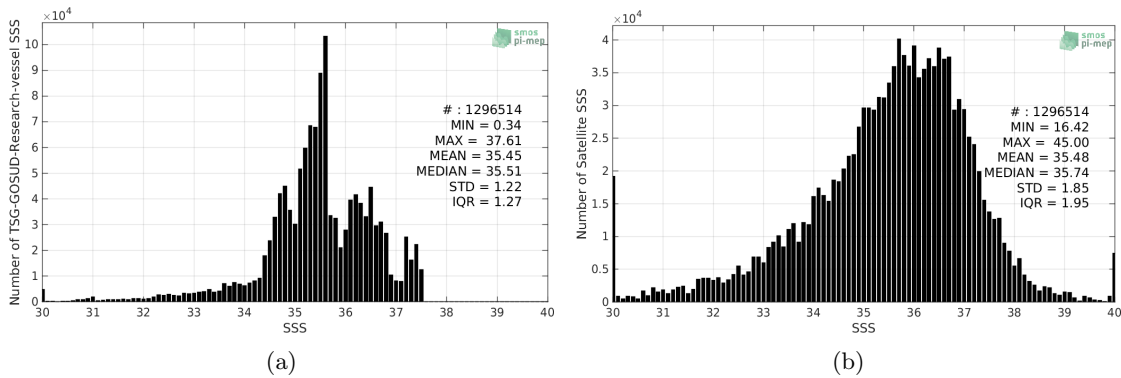 ×10⁴
10
9
8
7
6
5
4
3
2
1
0
30 31 32 33 34 35 36 37 38 39 40
SSS
Number of TSG-GOSUD-Research-vessel SSS
smos
pi-mep
# : 1296514
MIN = 0.34
MAX = 37.61
MEAN = 35.45
MEDIAN = 35.51
STD = 1.22
IQR = 1.27
(a)
×10⁴
4
3.5
3
2.5
2
1.5
1
0.5
0
30 31 32 33 34 35 36 37 38 39 40
SSS
Number of Satellite SSS
smos
pi-mep
# : 1296514
MIN = 16.42
MAX = 45.00
MEAN = 35.48
MEDIAN = 35.74
STD = 1.85
IQR = 1.95
(b)